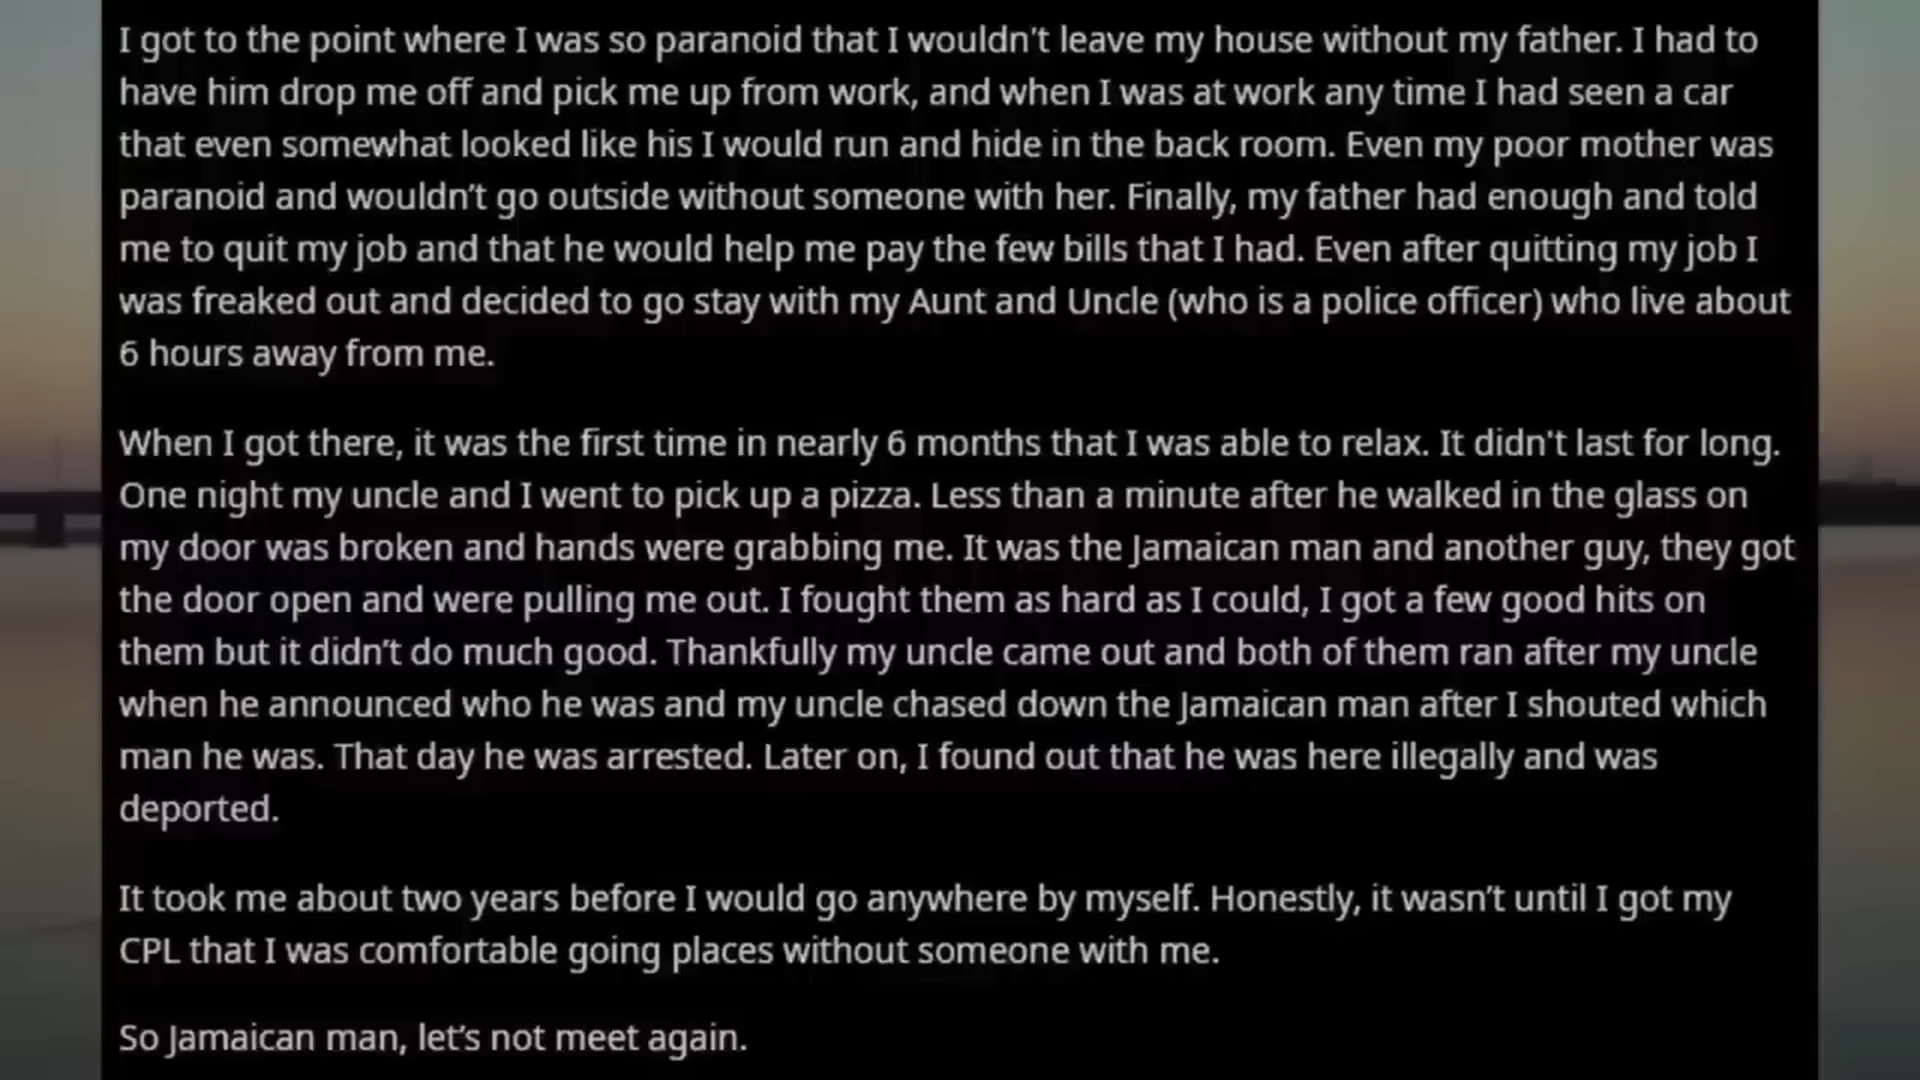 I got to the point where I was so paranoid that I wouldn't leave my house without my father. I had to
have him drop me off and pick me up from work, and when I was at work any time I had seen a car
that even somewhat looked like his I would run and hide in the back room. Even my poor mother was
paranoid and wouldn’t go outside without someone with her. Finally, my father had enough and told
me to quit my job and that he would help me pay the few bills that I had. Even after quitting my job I
was freaked out and decided to go stay with my Aunt and Uncle (who is a police officer) who live about
6 hours away from me.
When I got there, it was the first time in nearly 6 months that I was able to relax. It didn't last for long.
One night my uncle and I went to pick up a pizza. Less than a minute after he walked in the glass on
my door was broken and hands were grabbing me. It was the Jamaican man and another guy, they got
the door open and were pulling me out. I fought them as hard as I could, I got a few good hits on
them but it didn’t do much good. Thankfully my uncle came out and both of them ran after my uncle
when he announced who he was and my uncle chased down the Jamaican man after I shouted which
man he was. That day he was arrested. Later on, I found out that he was here illegally and was
deported.
It took me about two years before I would go anywhere by myself. Honestly, it wasn’t until I got my
CPL that I was comfortable going places without someone with me.
So Jamaican man, let’s not meet again.